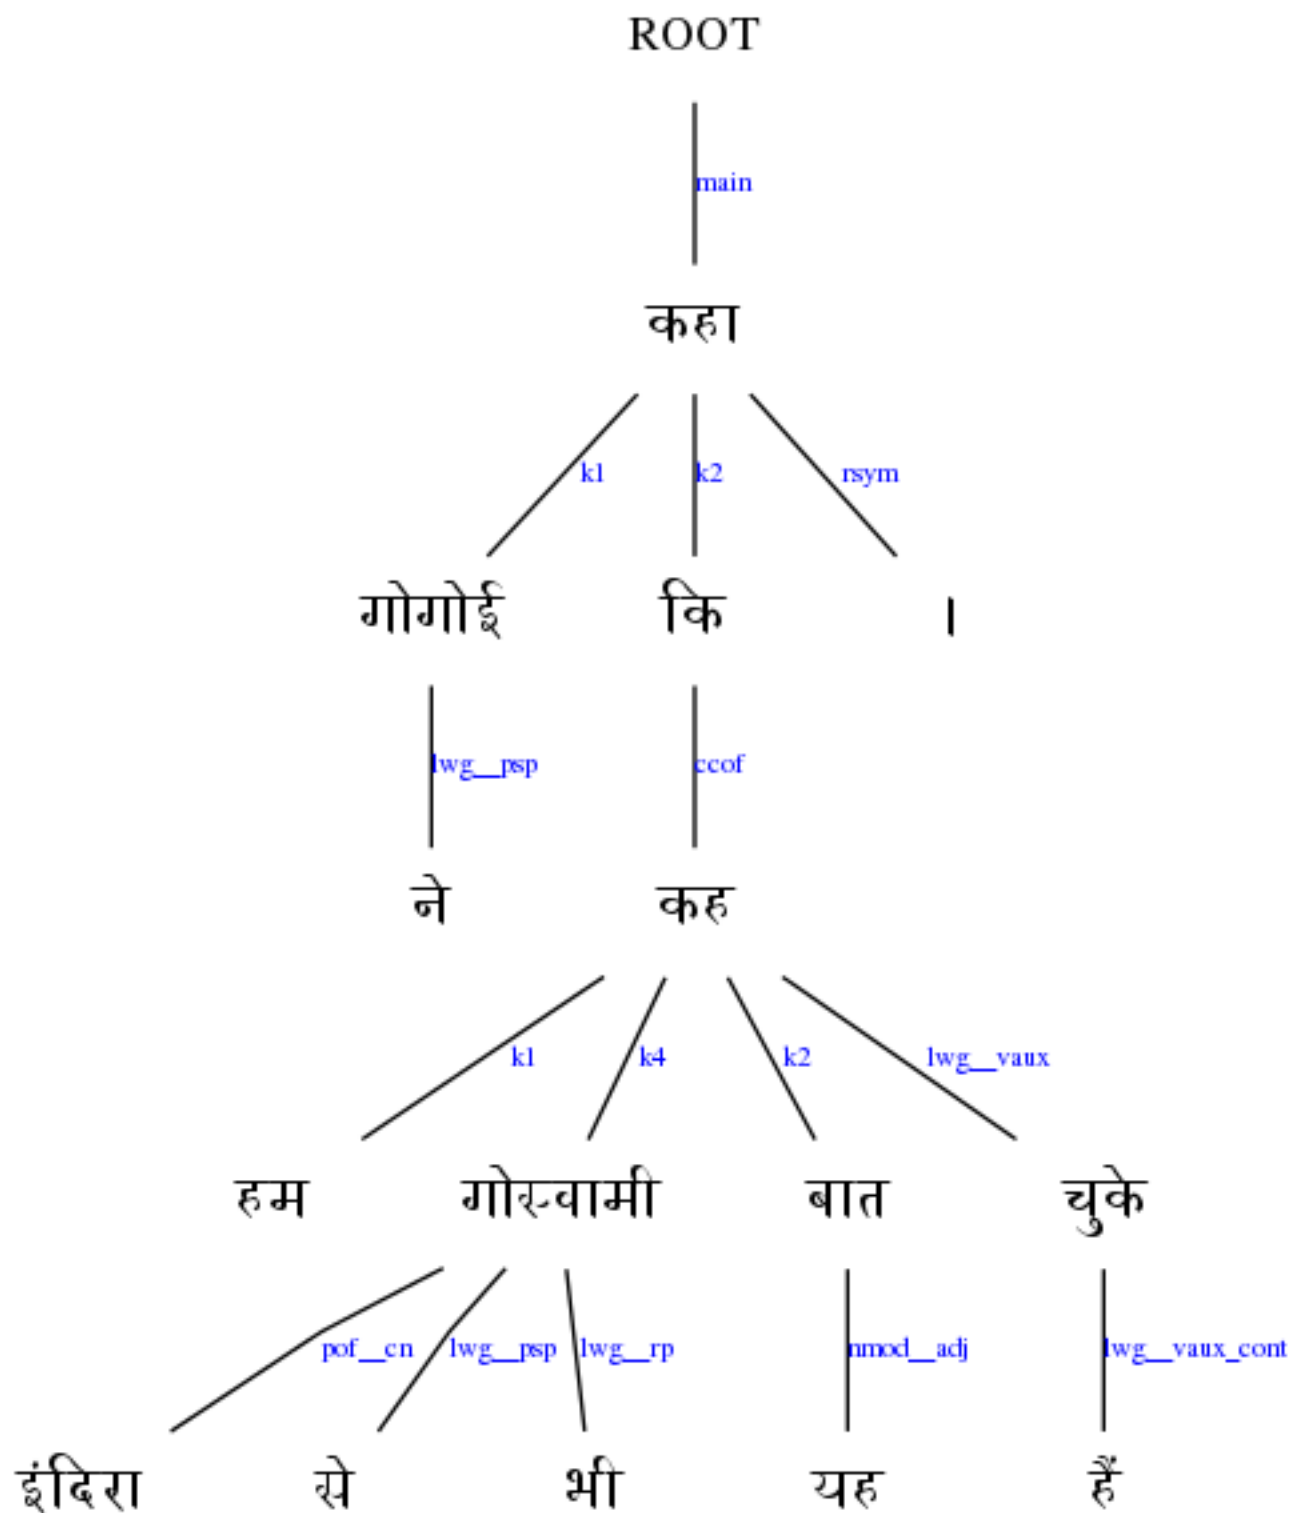 ROOT
main
कहा
k1 k2 rsym
गोगोई कि ।
lwg__psp ccof
ने कह
k1 k4 k2 lwg__vaux
हम गोस्वामी बात चुके
pof__cn lwg__psp lwg__rp nmod__adj lwg__vaux_cont
इंदिरा से भी यह हैं